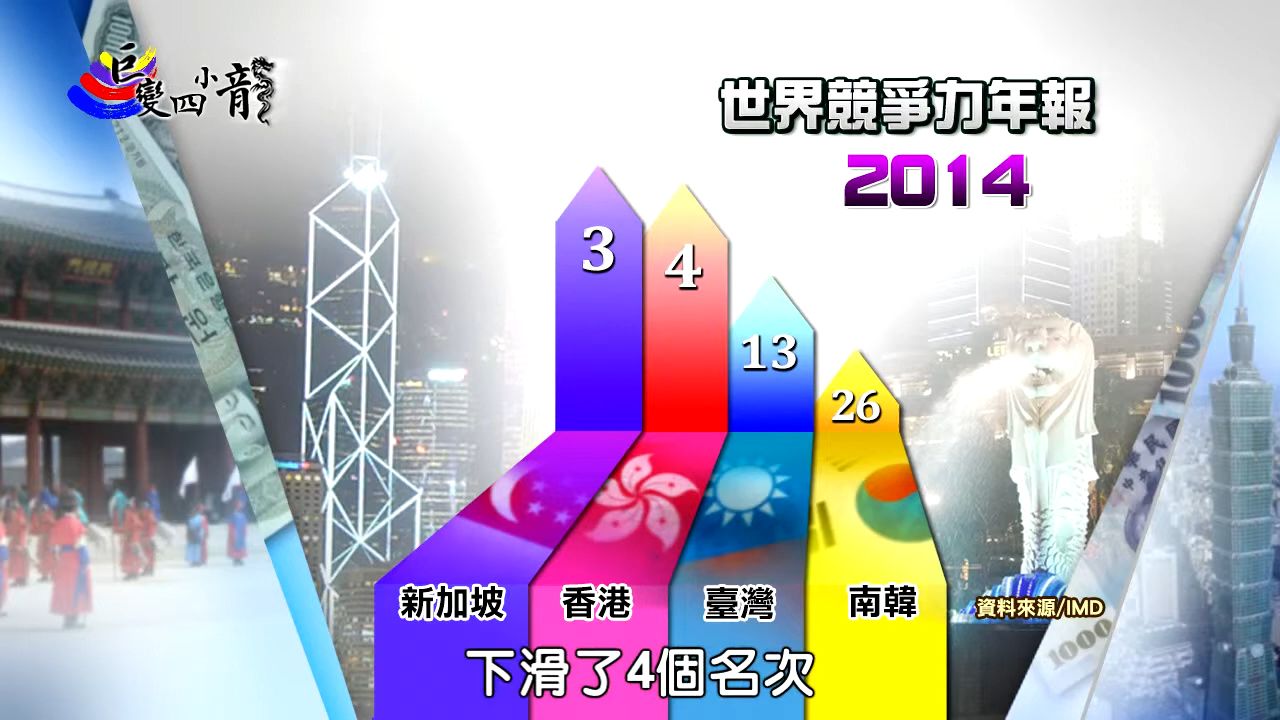 巨變四小龍
世界競爭力年報
2014
3
4
13
26
新加坡
香港
臺灣
南韓
資料來源/IMD
下滑了4個名次
1000
1000